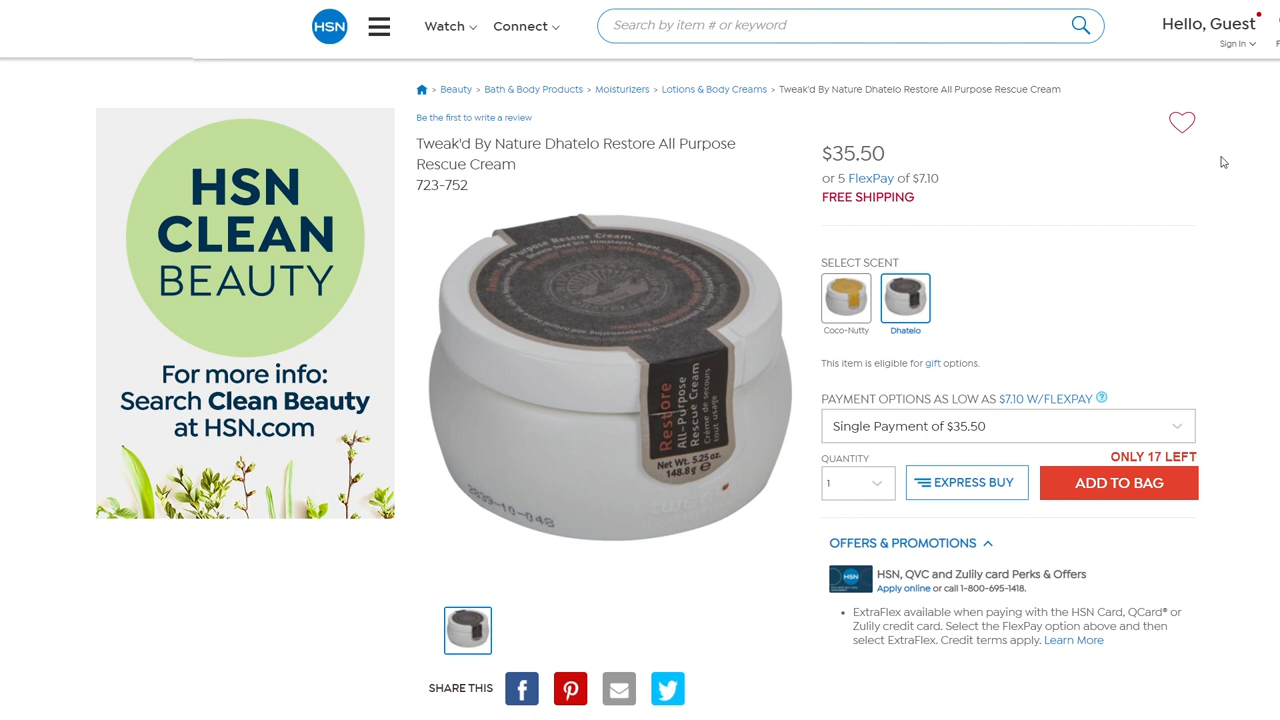 HSN
Watch
Connect
Search by item # or keyword
Hello, Guest
Sign In
Beauty > Bath & Body Products > Moisturizers > Lotions & Body Creams > Tweak'd By Nature Dhatelo Restore All Purpose Rescue Cream
Be the first to write a review
Tweak'd By Nature Dhatelo Restore All Purpose
Rescue Cream
723-752
HSN
CLEAN
BEAUTY
For more info:
Search Clean Beauty
at HSN.com
All-Purpose Rescue Cream.
Restore
All-Purpose
Rescue Cream
Crème de secours
tout usage
Net Wt. 5.25 oz.
148.8g e
SHARE THIS
$35.50
or 5 FlexPay of $7.10
FREE SHIPPING
SELECT SCENT
Coco-Nutty
Dhatelo
This item is eligible for gift options.
PAYMENT OPTIONS AS LOW AS $7.10 W/FLEXPAY ?
Single Payment of $35.50
ONLY 17 LEFT
QUANTITY
1
EXPRESS BUY
ADD TO BAG
OFFERS & PROMOTIONS
HSN
HSN, QVC and Zulily card Perks & Offers
Apply online or call 1-800-695-1418.
• ExtraFlex available when paying with the HSN Card, QCard® or
Zulily credit card. Select the FlexPay option above and then
select ExtraFlex. Credit terms apply. Learn More